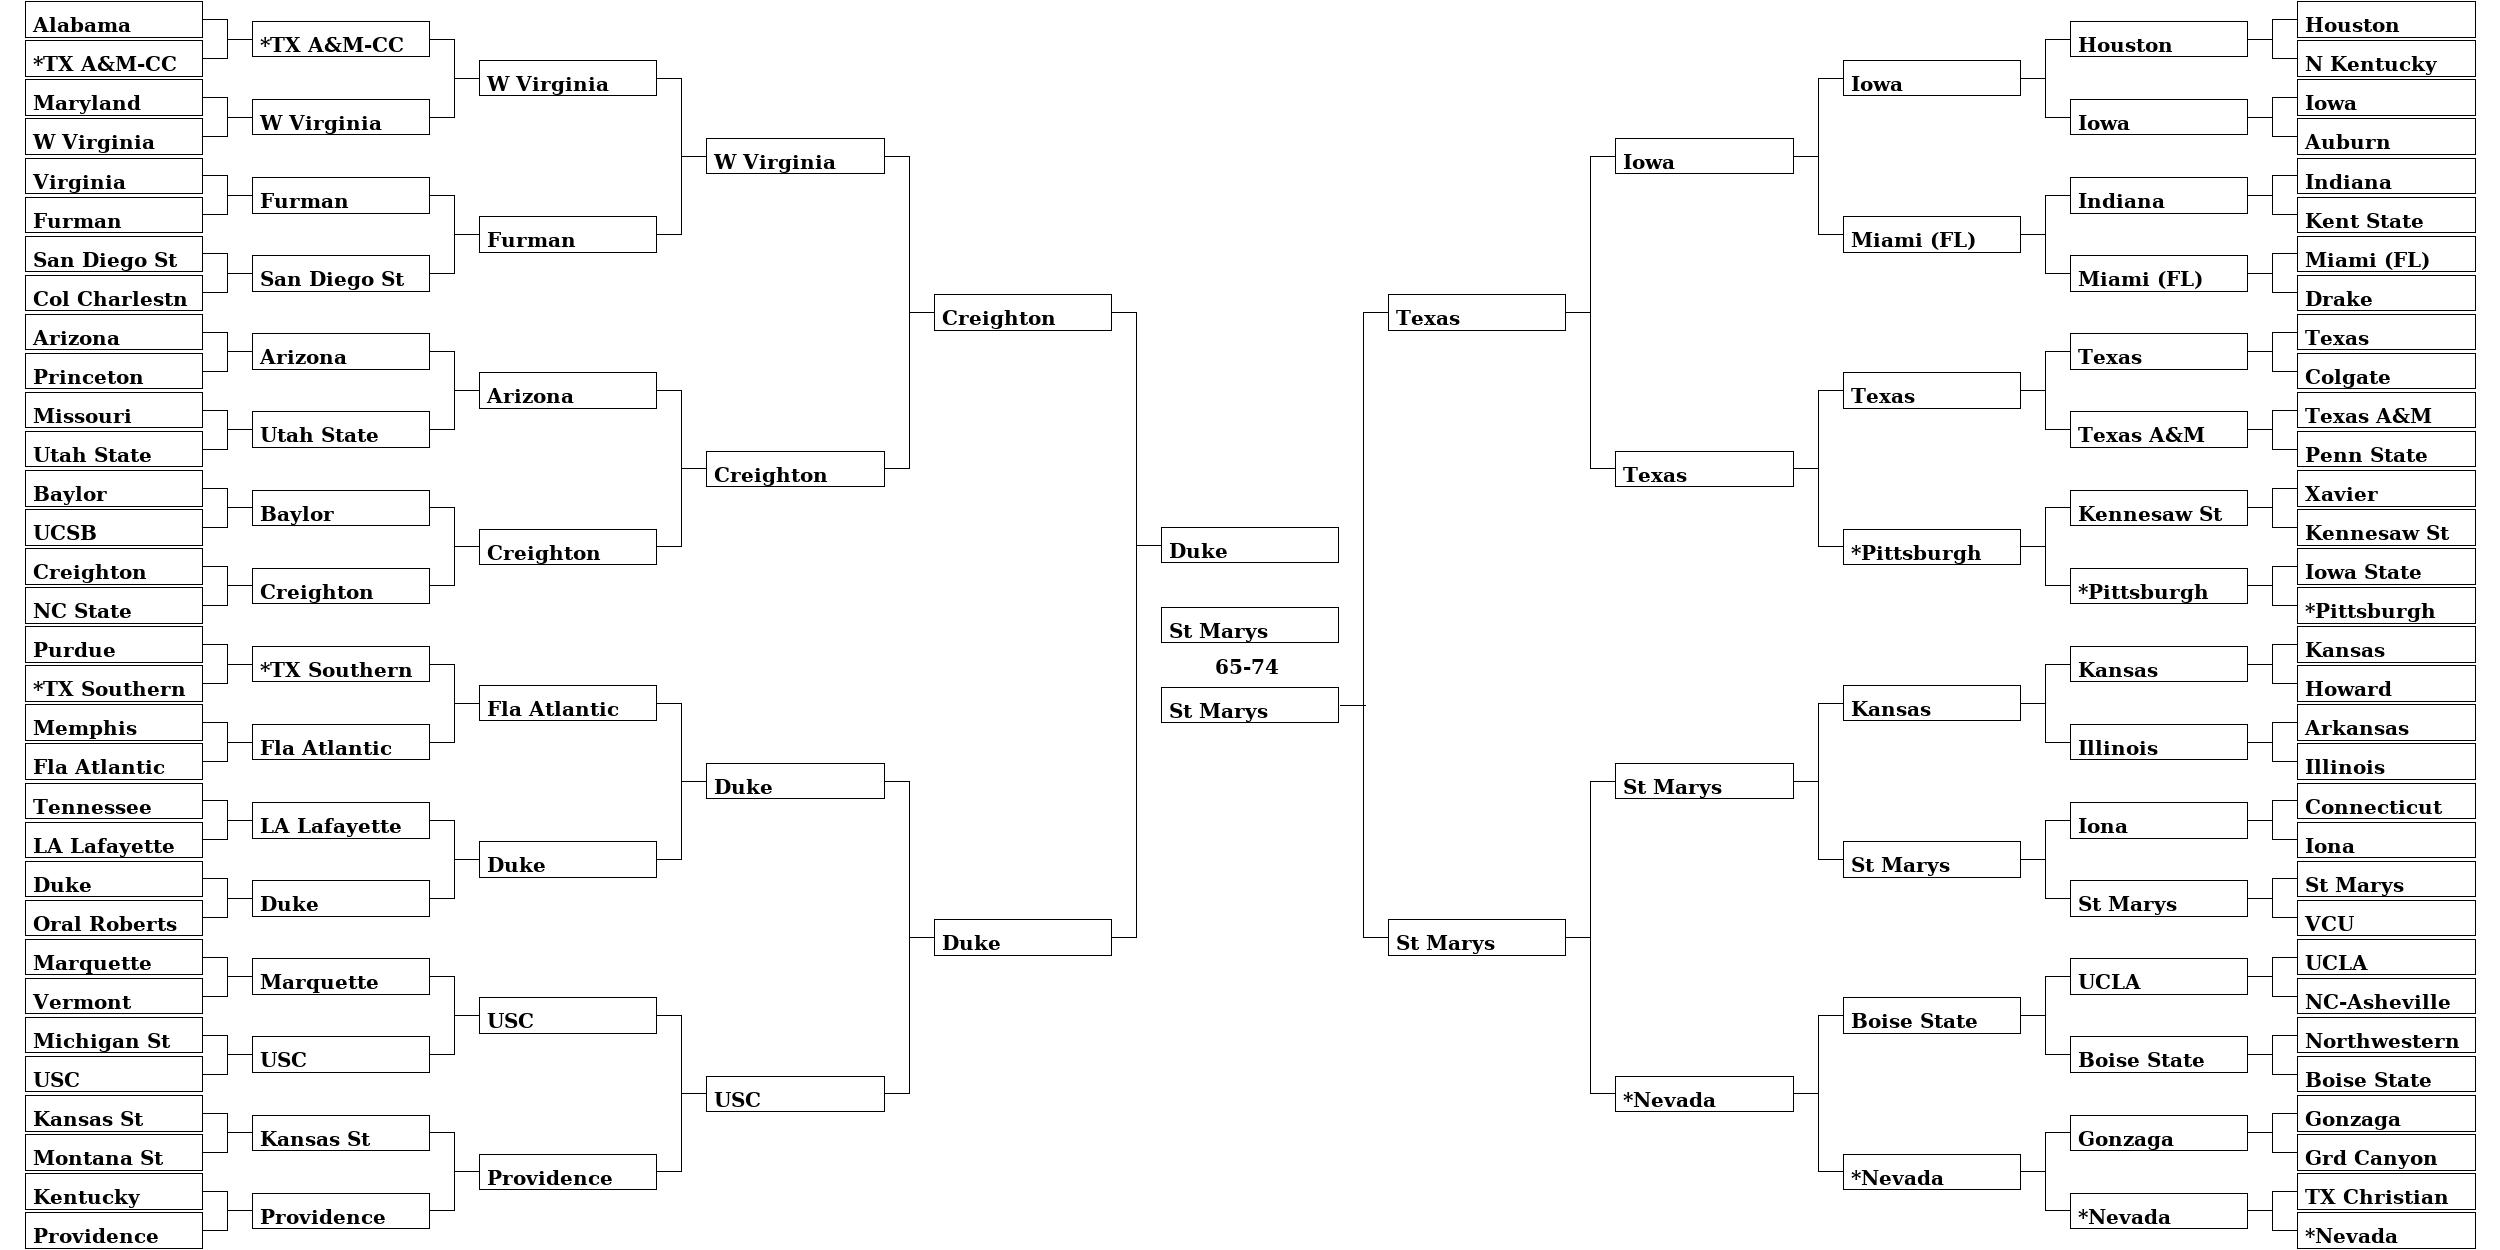 Alabama
*TX A&M-CC
Maryland
W Virginia
Virginia
Furman
San Diego St
Col Charlestn
Arizona
Princeton
Missouri
Utah State
Baylor
UCSB
Creighton
NC State
Purdue
*TX Southern
Memphis
Fla Atlantic
Tennessee
LA Lafayette
Duke
Oral Roberts
Marquette
Vermont
Michigan St
USC
Kansas St
Montana St
Kentucky
Providence
*TX A&M-CC
W Virginia
Furman
San Diego St
Arizona
Utah State
Baylor
Creighton
*TX Southern
Fla Atlantic
LA Lafayette
Duke
Marquette
USC
Kansas St
Providence
W Virginia
Furman
Arizona
Creighton
Fla Atlantic
Duke
USC
Providence
W Virginia
Creighton
Duke
USC
Creighton
Duke
Duke
St Marys
65-74
St Marys
Texas
St Marys
Iowa
Texas
St Marys
*Nevada
Iowa
Miami (FL)
Texas
*Pittsburgh
Kansas
St Marys
Boise State
*Nevada
Houston
Iowa
Indiana
Miami (FL)
Texas
Texas A&M
Kennesaw St
*Pittsburgh
Kansas
Illinois
Iona
St Marys
UCLA
Boise State
Gonzaga
*Nevada
Houston
N Kentucky
Iowa
Auburn
Indiana
Kent State
Miami (FL)
Drake
Texas
Colgate
Texas A&M
Penn State
Xavier
Kennesaw St
Iowa State
*Pittsburgh
Kansas
Howard
Arkansas
Illinois
Connecticut
Iona
St Marys
VCU
UCLA
NC-Asheville
Northwestern
Boise State
Gonzaga
Grd Canyon
TX Christian
*Nevada